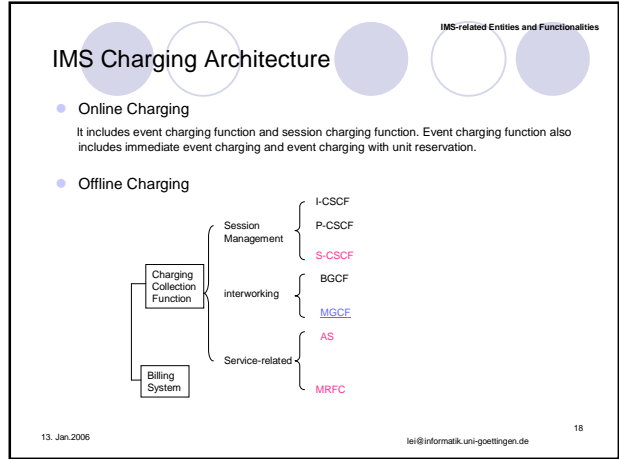 IMS-related Entities and Functionalities
IMS Charging Architecture
Online Charging
It includes event charging function and session charging function. Event charging function also
includes immediate event charging and event charging with unit reservation.
Offline Charging
Charging
Collection
Function
Billing
System
Session
Management
I-CSCF
P-CSCF
S-CSCF
interworking
BGCF
MGCF
Service-related
AS
MRFC
13. Jan.2006
lei@informatik.uni-goettingen.de
18